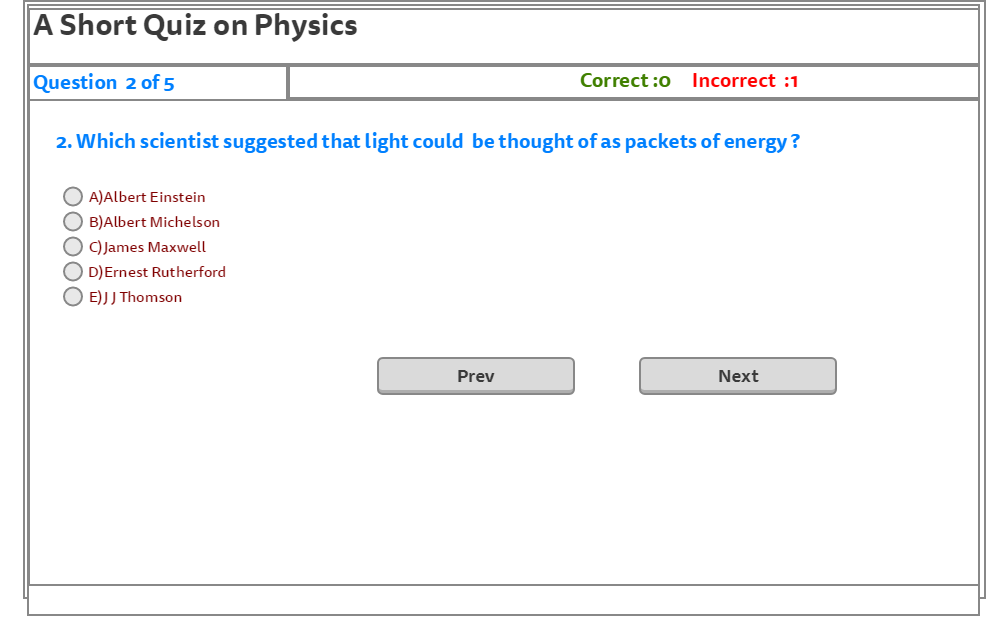 A Short Quiz on Physics
Question 2 of 5
Correct :0 Incorrect :1
2. Which scientist suggested that light could be thought of as packets of energy ?
A)Albert Einstein
B)Albert Michelson
C)James Maxwell
D)Ernest Rutherford
E)J J Thomson
Prev
Next